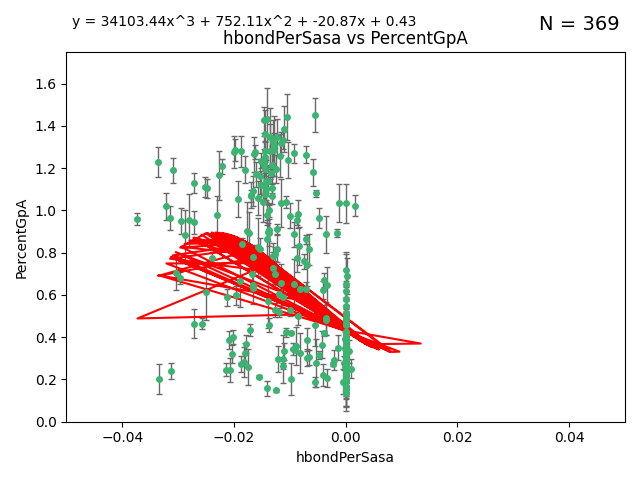 y = 34103.44x^3 + 752.11x^2 + -20.87x + 0.43
N = 369
hbondPerSasa vs PercentGpA
PercentGpA
1.6
1.4
1.2
1.0
0.8
0.6
0.4
0.2
0.0
−0.04 −0.02 0.00 0.02 0.04
hbondPerSasa